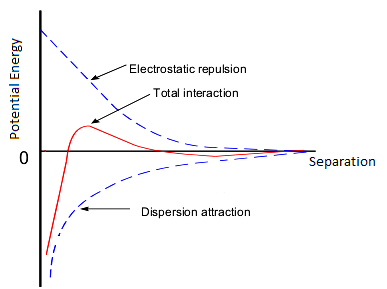 Potential Energy
Electrostatic repulsion
Total interaction
0
Separation
Dispersion attraction